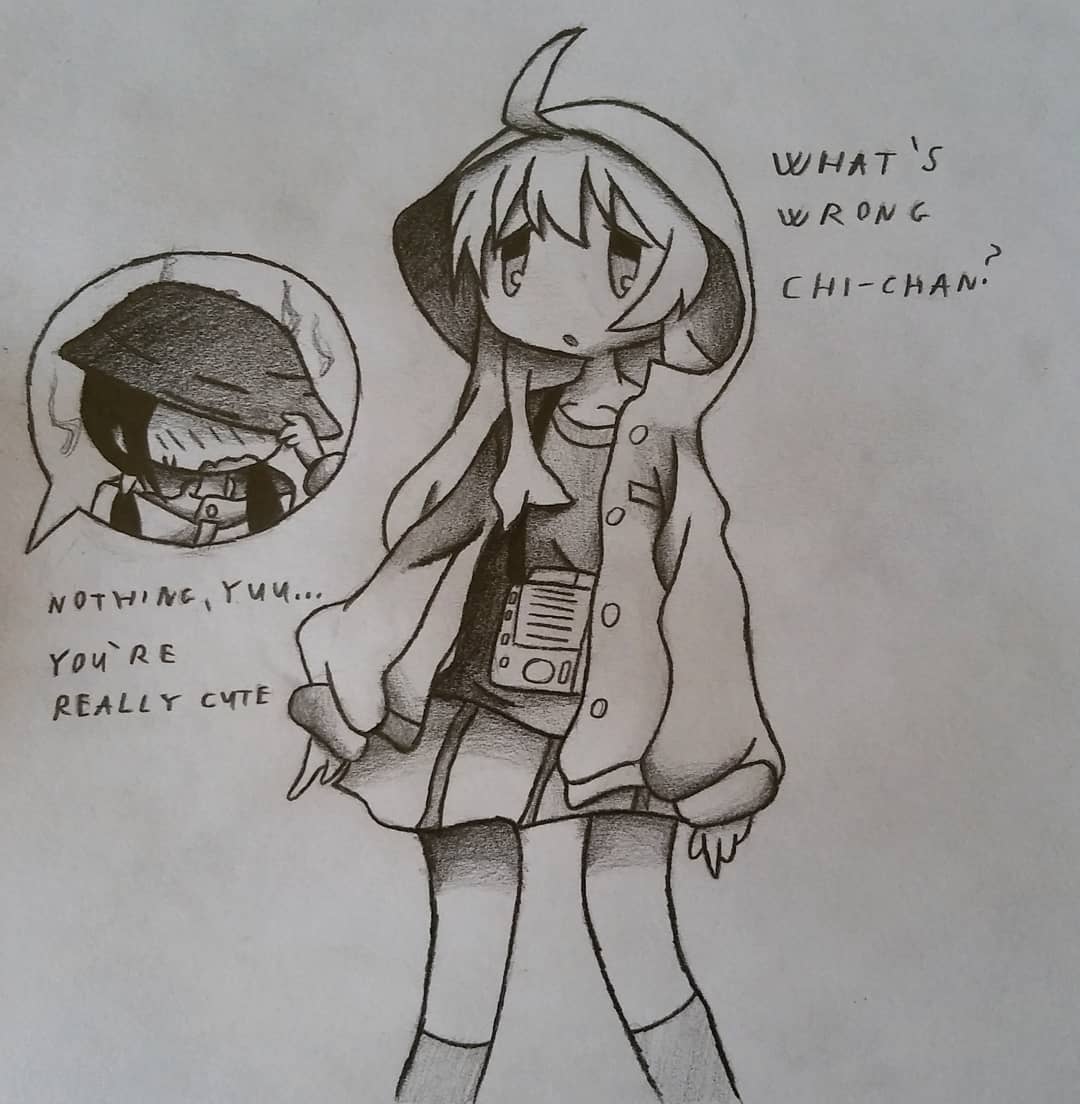 WHAT'S
WRONG
CHI-CHAN?
NOTHING, YUU...
YOU`RE
REALLY CUTE